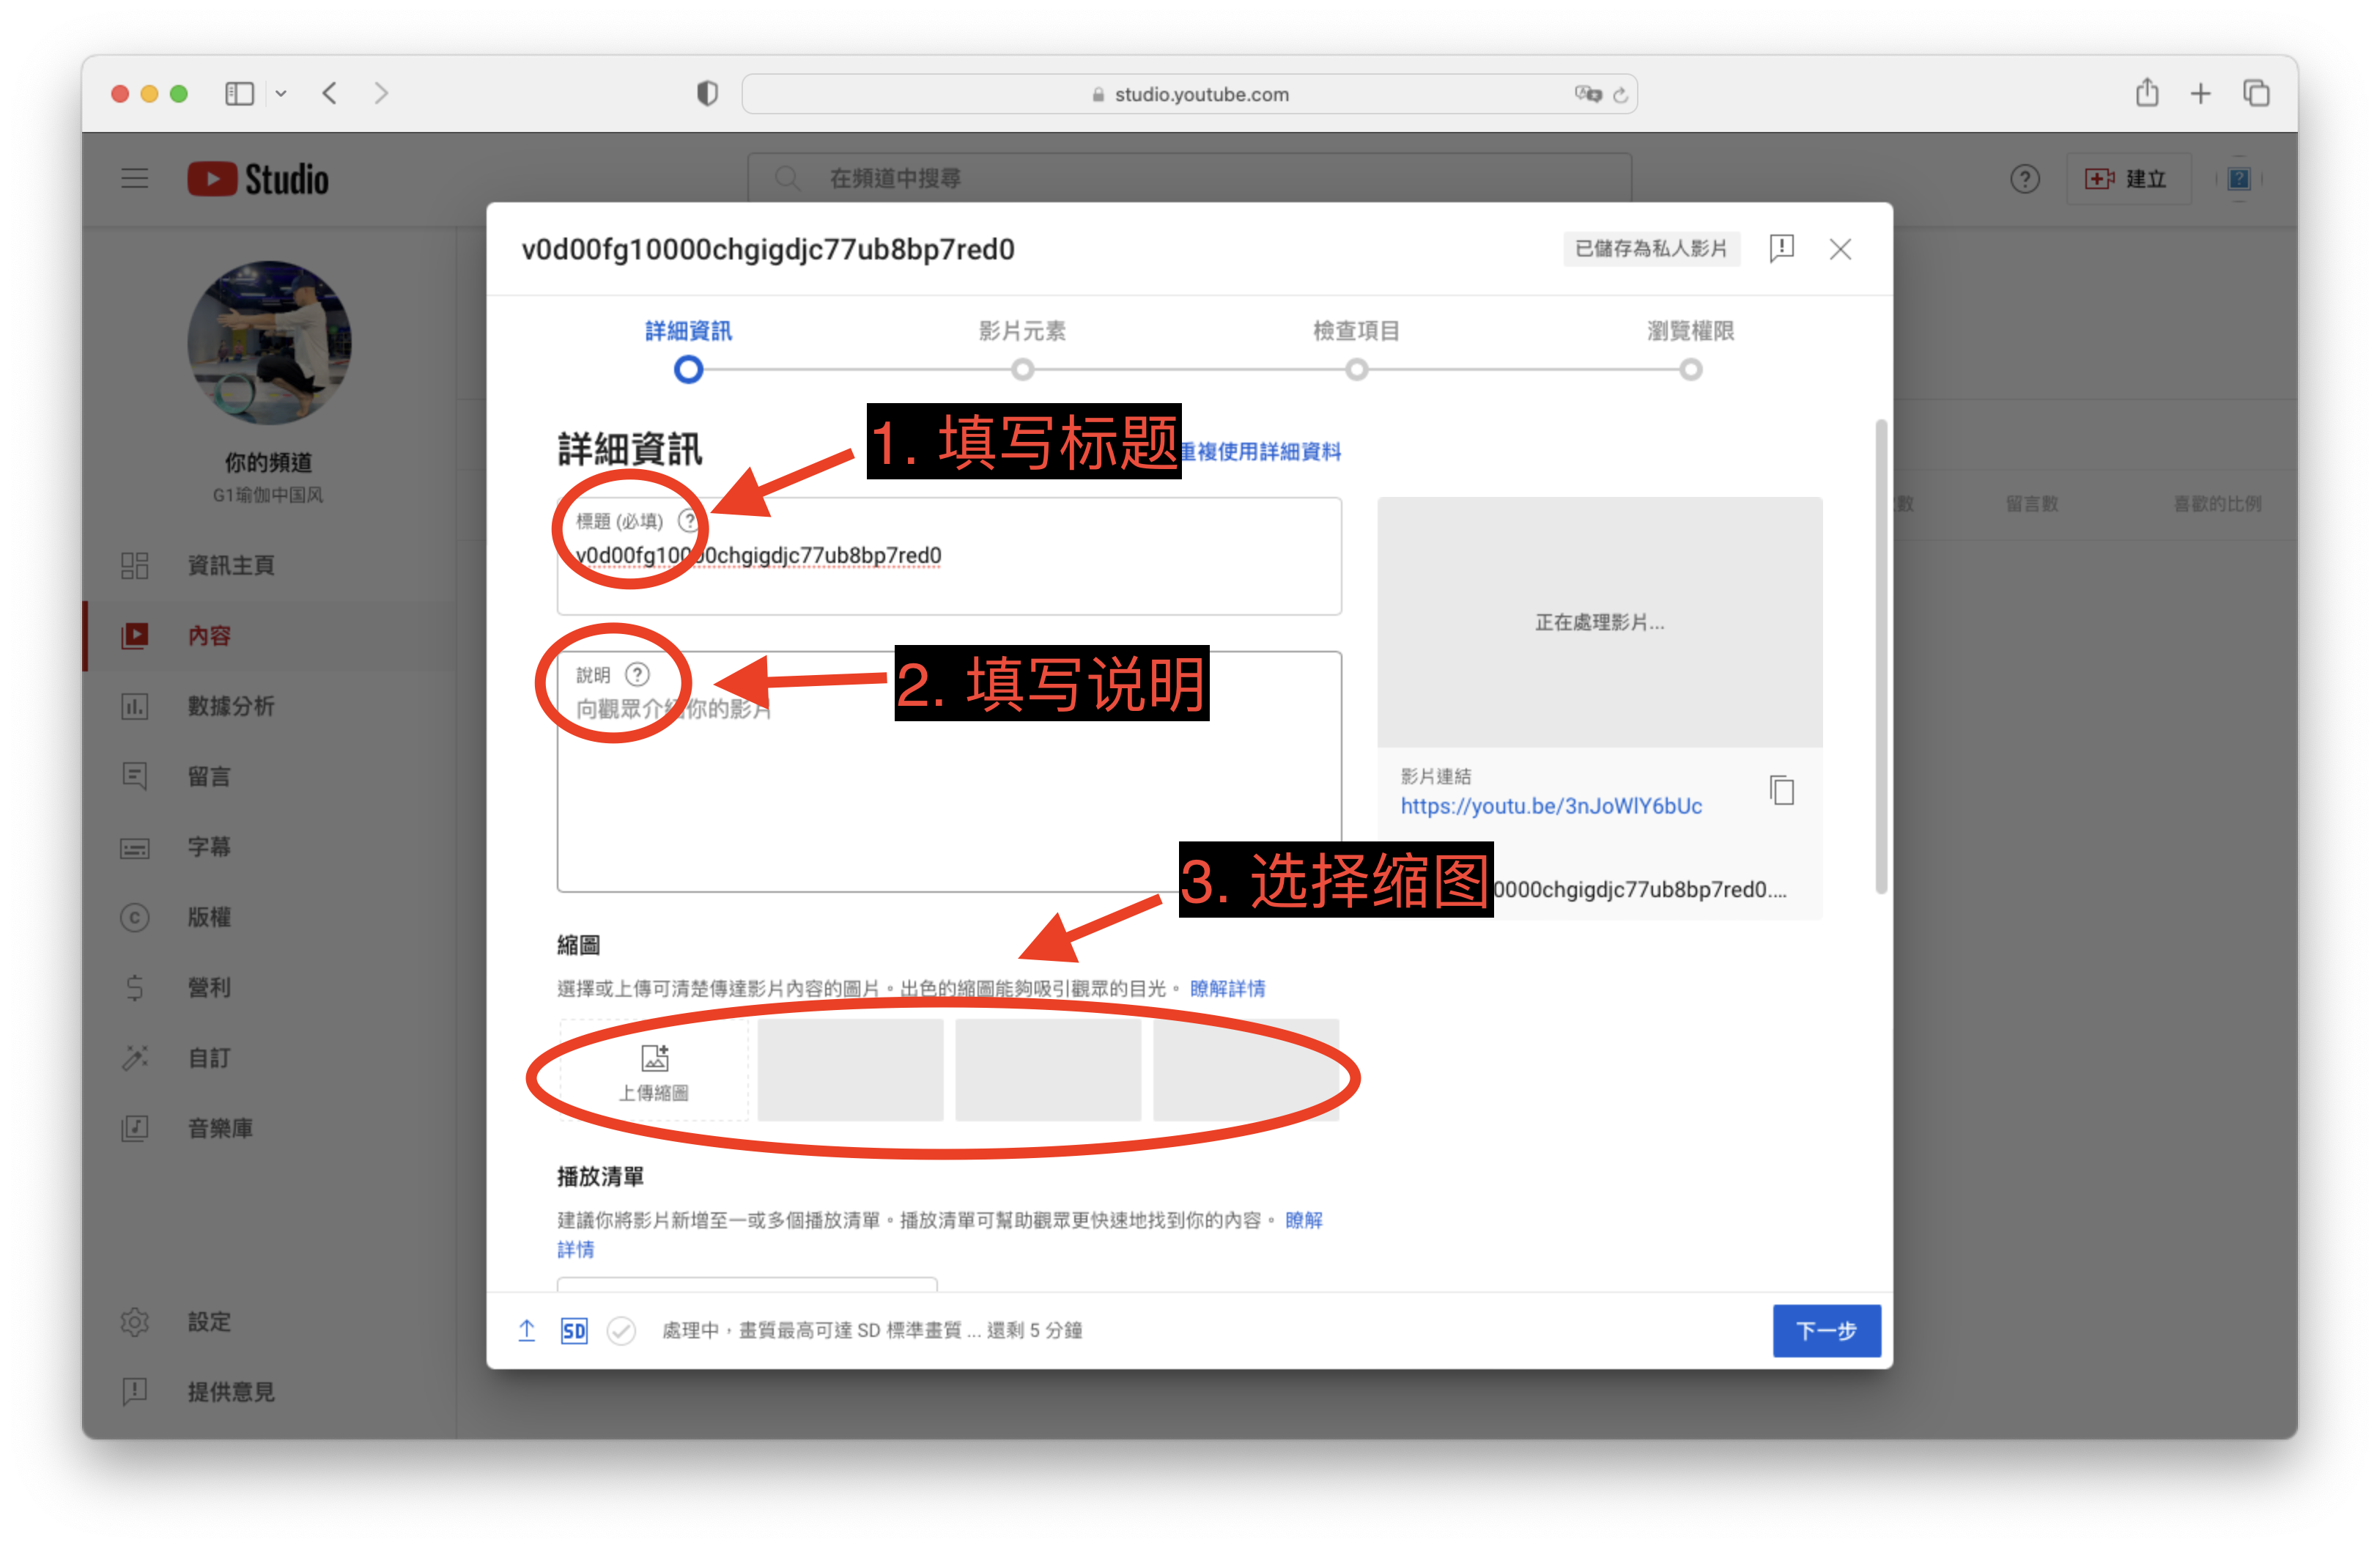 studio.youtube.com
Studio
在頻道中搜尋
建立
v0d00fg10000chgigdjc77ub8bp7red0
已儲存為私人影片
詳細資訊
影片元素
檢查項目
瀏覽權限
你的頻道
G1瑜伽中国风
資訊主頁
內容
數據分析
留言
字幕
版權
營利
自訂
音樂庫
設定
提供意見
詳細資訊
1. 填写标题
重複使用詳細資料
標題 (必填)
v0d00fg10000chgigdjc77ub8bp7red0
說明
2. 填写说明
向觀眾介紹你的影片
正在處理影片...
影片連結
https://youtu.be/3nJoWlY6bUc
3. 选择缩图
0000chgigdjc77ub8bp7red0....
縮圖
選擇或上傳可清楚傳達影片內容的圖片。出色的縮圖能夠吸引觀眾的目光。 瞭解詳情
上傳縮圖
播放清單
建議你將影片新增至一或多個播放清單。播放清單可幫助觀眾更快速地找到你的內容。 瞭解
詳情
SD
處理中，畫質最高可達 SD 標準畫質 ... 還剩 5 分鐘
下一步
數
留言數
喜歡的比例